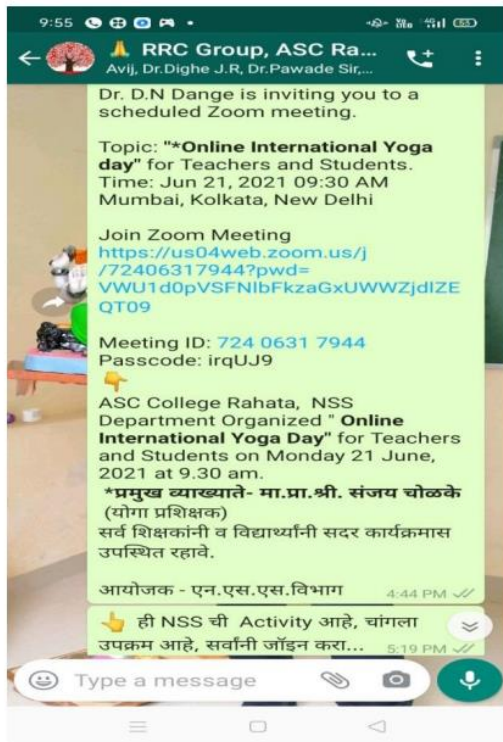 9:55
🙏 RRC Group, ASC Ra...
Avij, Dr.Dighe J.R, Dr.Pawade Sir,...
Dr. D.N Dange is inviting you to a
scheduled Zoom meeting.
Topic: "*Online International Yoga
day" for Teachers and Students.
Time: Jun 21, 2021 09:30 AM
Mumbai, Kolkata, New Delhi
Join Zoom Meeting
https://us04web.zoom.us/j
/72406317944?pwd=
VWU1d0pVSFNlbFkzaGxUWWZjdlZE
QT09
Meeting ID: 724 0631 7944
Passcode: irqUJ9
👇
ASC College Rahata, NSS
Department Organized " Online
International Yoga Day" for Teachers
and Students on Monday 21 June,
2021 at 9.30 am.
*प्रमुख व्याख्याते- मा.प्रा.श्री. संजय चोळके
(योगा प्रशिक्षक)
सर्व शिक्षकांनी व विद्यार्थ्यांनी सदर कार्यक्रमास
उपस्थित रहावे.
आयोजक - एन.एस.एस.विभाग 4:44 PM
👆 ही NSS ची Activity आहे, चांगला
उपक्रम आहे, सर्वांनी जॉइन करा... 5:19 PM
Type a message